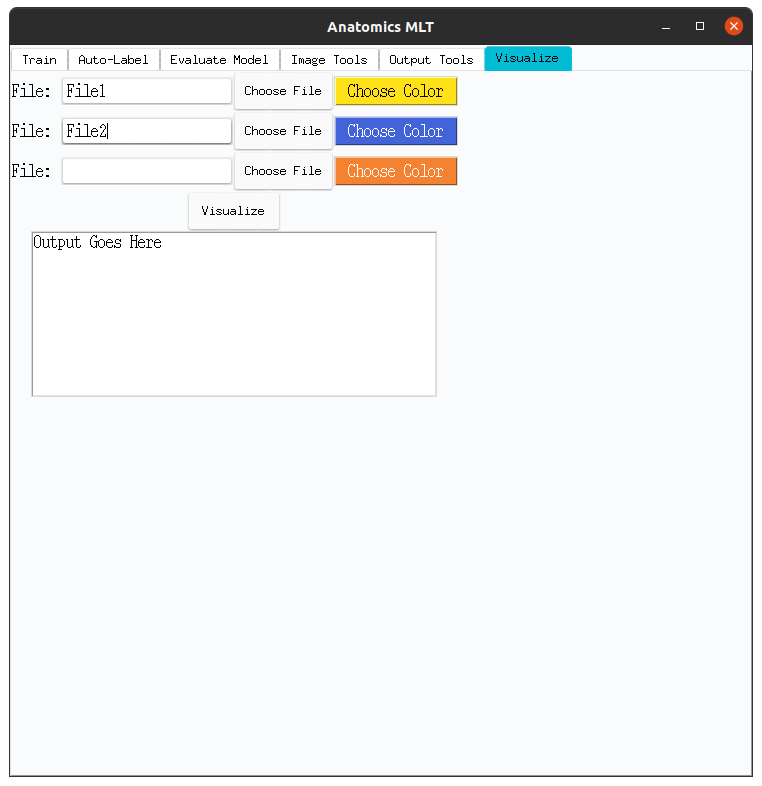 Anatomics MLT
Train Auto-Label Evaluate Model Image Tools Output Tools Visualize
File: File1 Choose File Choose Color
File: File2 Choose File Choose Color
File: Choose File Choose Color
Visualize
Output Goes Here